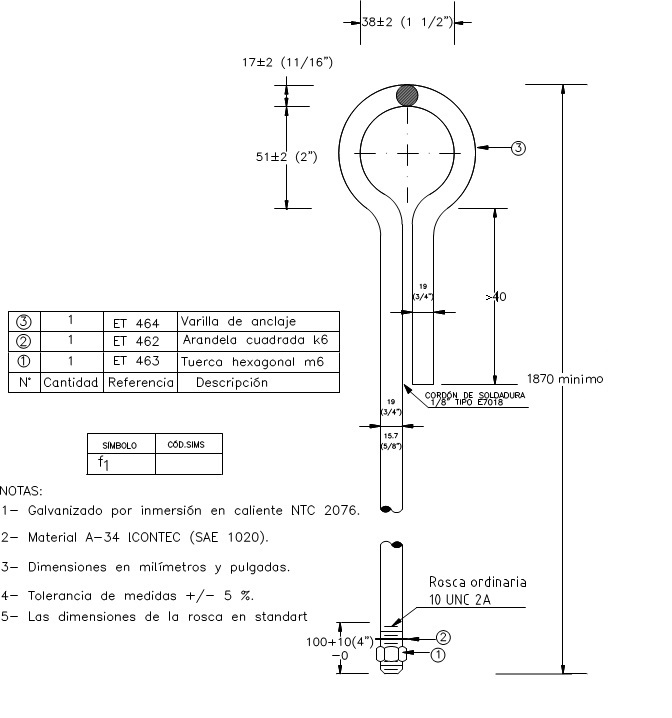 38±2 (1 1/2")
17±2 (11/16")
51±2 (2")
3
19
(3/4")
>40
3 1 ET 464 Varilla de anclaje
2 1 ET 462 Arandela cuadrada k6
1 1 ET 463 Tuerca hexagonal m6
N° Cantidad Referencia Descripción
1870 minimo
CORDÓN DE SOLDADURA
1/8" TIPO E7018
19
(3/4")
15.7
(5/8")
SÍMBOLO CÓD.SIMS
f1
NOTAS:
1- Galvanizado por inmersión en caliente NTC 2076.
2- Material A-34 ICONTEC (SAE 1020).
3- Dimensiones en milímetros y pulgadas.
4- Tolerancia de medidas +/- 5 %.
5- Las dimensiones de la rosca en standart
Rosca ordinaria
10 UNC 2A
100+10(4")
-0
2
1